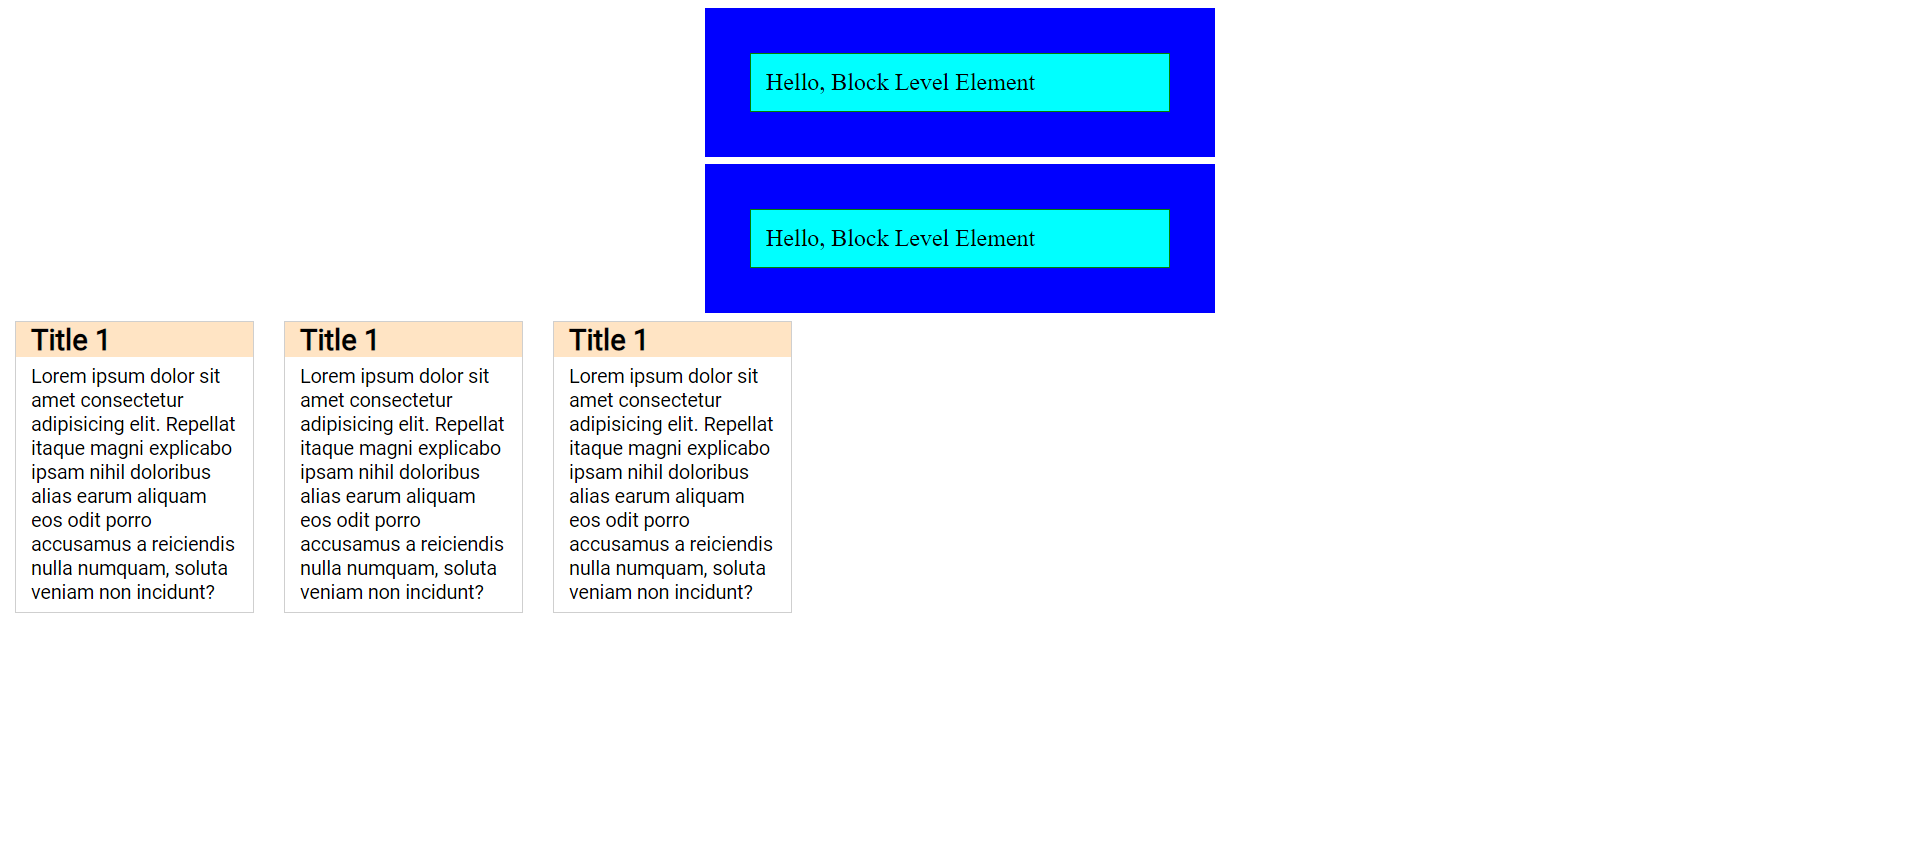 Hello, Block Level Element
Hello, Block Level Element
Title 1
Lorem ipsum dolor sit
amet consectetur
adipisicing elit. Repellat
itaque magni explicabo
ipsam nihil doloribus
alias earum aliquam
eos odit porro
accusamus a reiciendis
nulla numquam, soluta
veniam non incidunt?
Title 1
Lorem ipsum dolor sit
amet consectetur
adipisicing elit. Repellat
itaque magni explicabo
ipsam nihil doloribus
alias earum aliquam
eos odit porro
accusamus a reiciendis
nulla numquam, soluta
veniam non incidunt?
Title 1
Lorem ipsum dolor sit
amet consectetur
adipisicing elit. Repellat
itaque magni explicabo
ipsam nihil doloribus
alias earum aliquam
eos odit porro
accusamus a reiciendis
nulla numquam, soluta
veniam non incidunt?